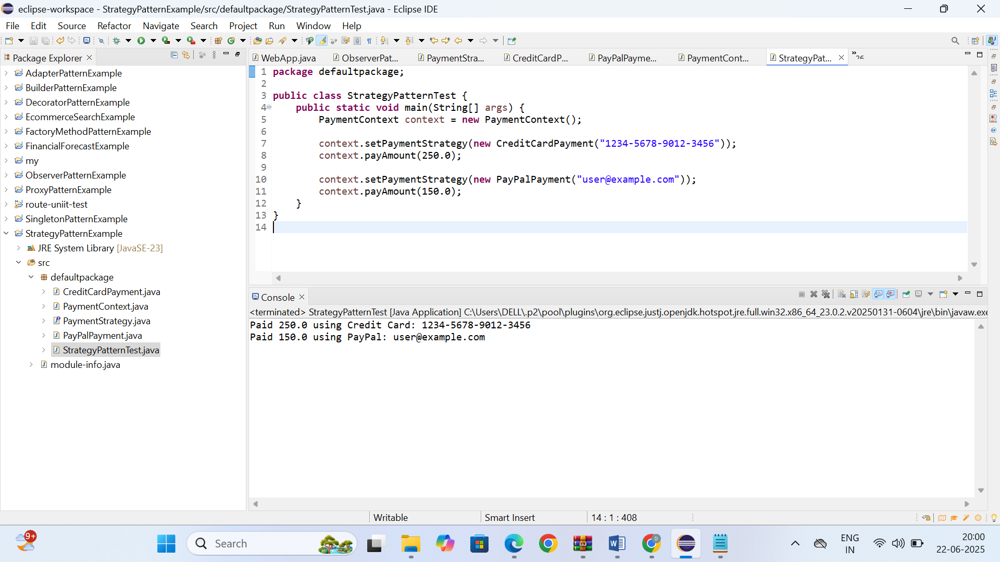 eclipse-workspace - StrategyPatternExample/src/defaultpackage/StrategyPatternTest.java - Eclipse IDE
File Edit Source Refactor Navigate Search Project Run Window Help
Package Explorer
AdapterPatternExample
BuilderPatternExample
DecoratorPatternExample
EcommerceSearchExample
FactoryMethodPatternExample
FinancialForecastExample
my
ObserverPatternExample
ProxyPatternExample
route-uniit-test
SingletonPatternExample
StrategyPatternExample
JRE System Library [JavaSE-23]
src
defaultpackage
CreditCardPayment.java
PaymentContext.java
PaymentStrategy.java
PayPalPayment.java
StrategyPatternTest.java
module-info.java
WebApp.java ObserverPat... PaymentStra... CreditCardP... PayPalPayme... PaymentCont... StrategyPat... »26
1 package defaultpackage;
2
3 public class StrategyPatternTest {
4 public static void main(String[] args) {
5 PaymentContext context = new PaymentContext();
6
7 context.setPaymentStrategy(new CreditCardPayment("1234-5678-9012-3456"));
8 context.payAmount(250.0);
9
10 context.setPaymentStrategy(new PayPalPayment("user@example.com"));
11 context.payAmount(150.0);
12 }
13 }
14
Console
<terminated> StrategyPatternTest [Java Application] C:\Users\DELL\.p2\pool\plugins\org.eclipse.justj.openjdk.hotspot.jre.full.win32.x86_64_23.0.2.v20250131-0604\jre\bin\javaw.exe
Paid 250.0 using Credit Card: 1234-5678-9012-3456
Paid 150.0 using PayPal: user@example.com
Writable Smart Insert 14 : 1 : 408
9+
Search
D
ENG
IN
20:00
22-06-2025